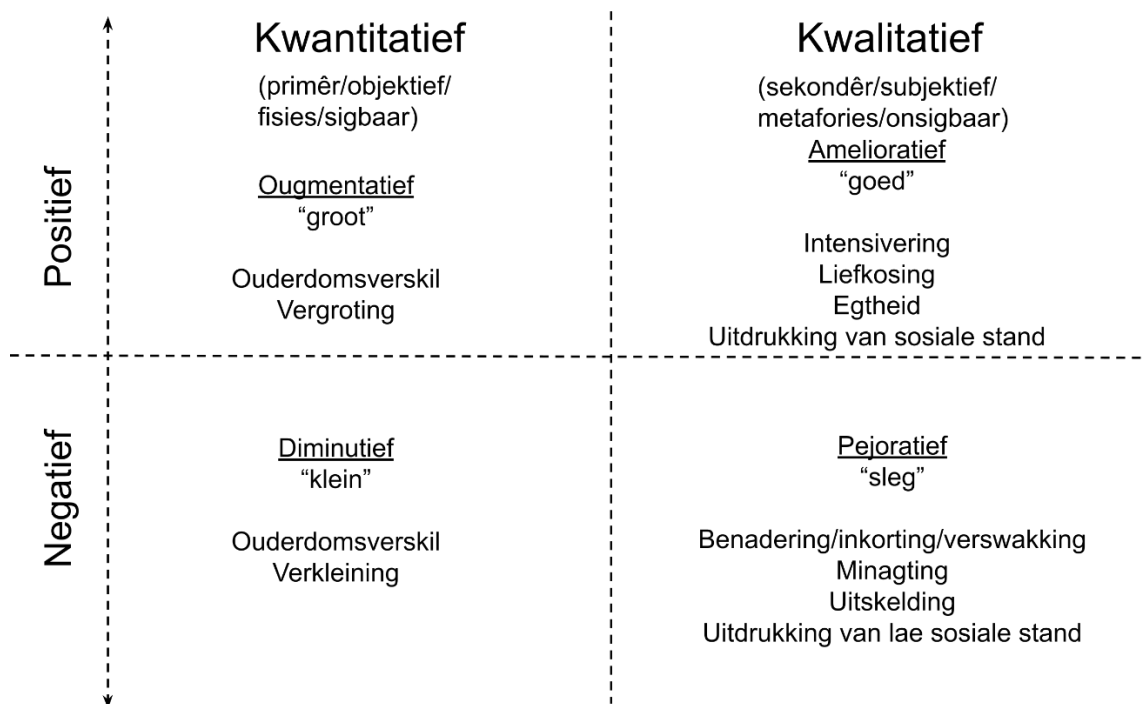 Kwantitatief
(primêr/objektief/
fisies/sigbaar)
Kwalitatief
(sekondêr/subjektief/
metafories/onsigbaar)
Positief
Ougmentatief
“groot”
Ouderdomsverskil
Vergroting
Amelioratief
“goed”
Intensivering
Liefkosing
Egtheid
Uitdrukking van sosiale stand
Negatief
Diminutief
“klein”
Ouderdomsverskil
Verkleining
Pejoratief
“sleg”
Benadering/inkorting/verswakking
Minagting
Uitskelding
Uitdrukking van lae sosiale stand